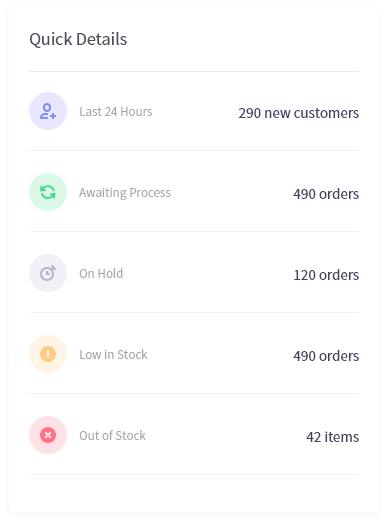 Quick Details
Last 24 Hours 290 new customers
Awaiting Process 490 orders
On Hold 120 orders
Low in Stock 490 orders
Out of Stock 42 items